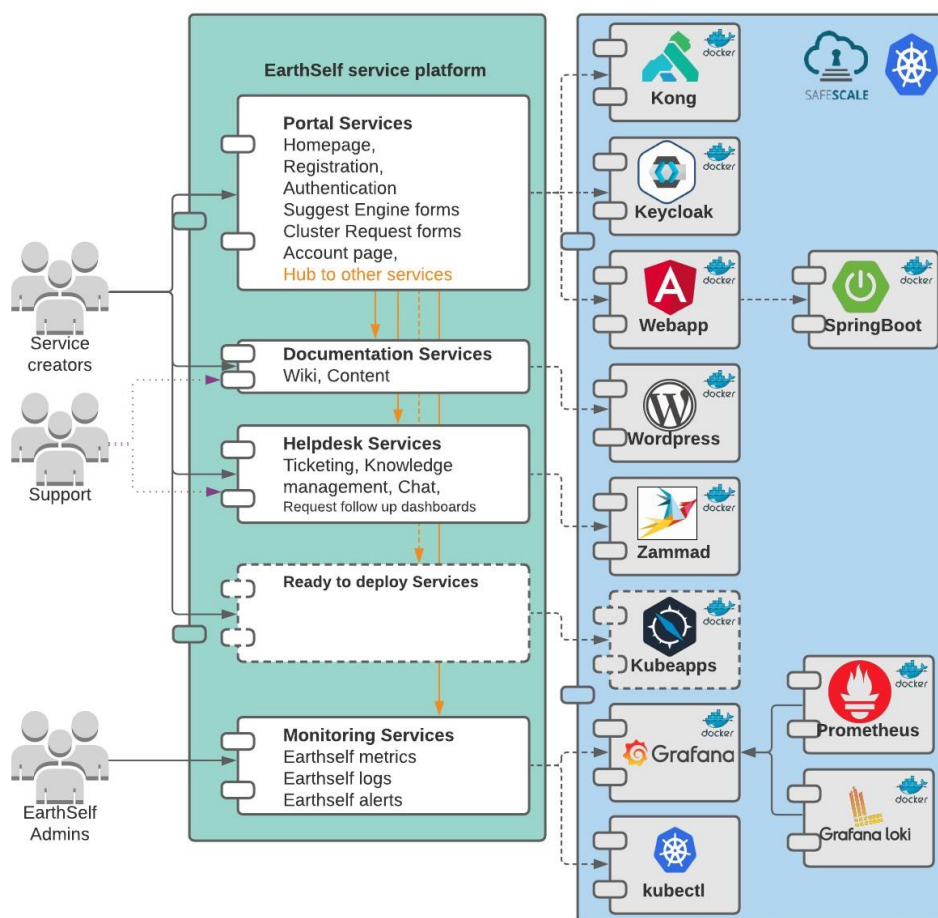 EarthSelf service platform
Portal Services
Homepage,
Registration,
Authentication
Suggest Engine forms
Cluster Request forms
Account page,
Hub to other services
Documentation Services
Wiki, Content
Helpdesk Services
Ticketing, Knowledge
management, Chat,
Request follow up dashboards
Ready to deploy Services
Monitoring Services
Earthself metrics
Earthself logs
Earthself alerts
Service
creators
Support
EarthSelf
Admins
docker
Kong
SAFESCALE
docker
Keycloak
docker
Webapp
docker
SpringBoot
docker
Wordpress
docker
Zammad
docker
Kubeapps
docker
Grafana
docker
Prometheus
docker
Grafana loki
kubectl